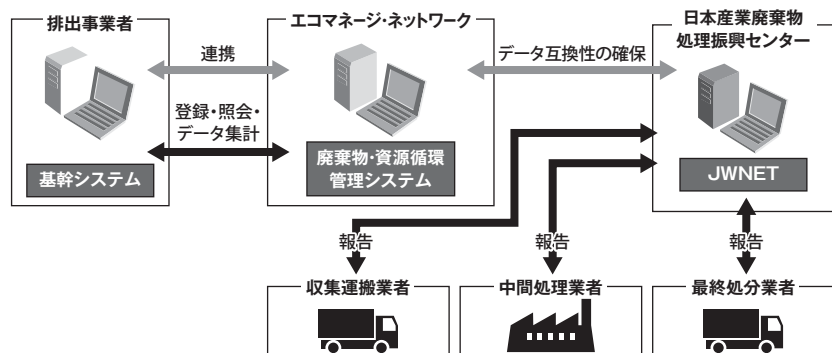 排出事業者
エコマネージ・ネットワーク
日本産業廃棄物
処理振興センター
連携
データ互換性の確保
登録・照会・
データ集計
基幹システム
廃棄物・資源循環
管理システム
JWNET
報告
報告
報告
収集運搬業者
中間処理業者
最終処分業者